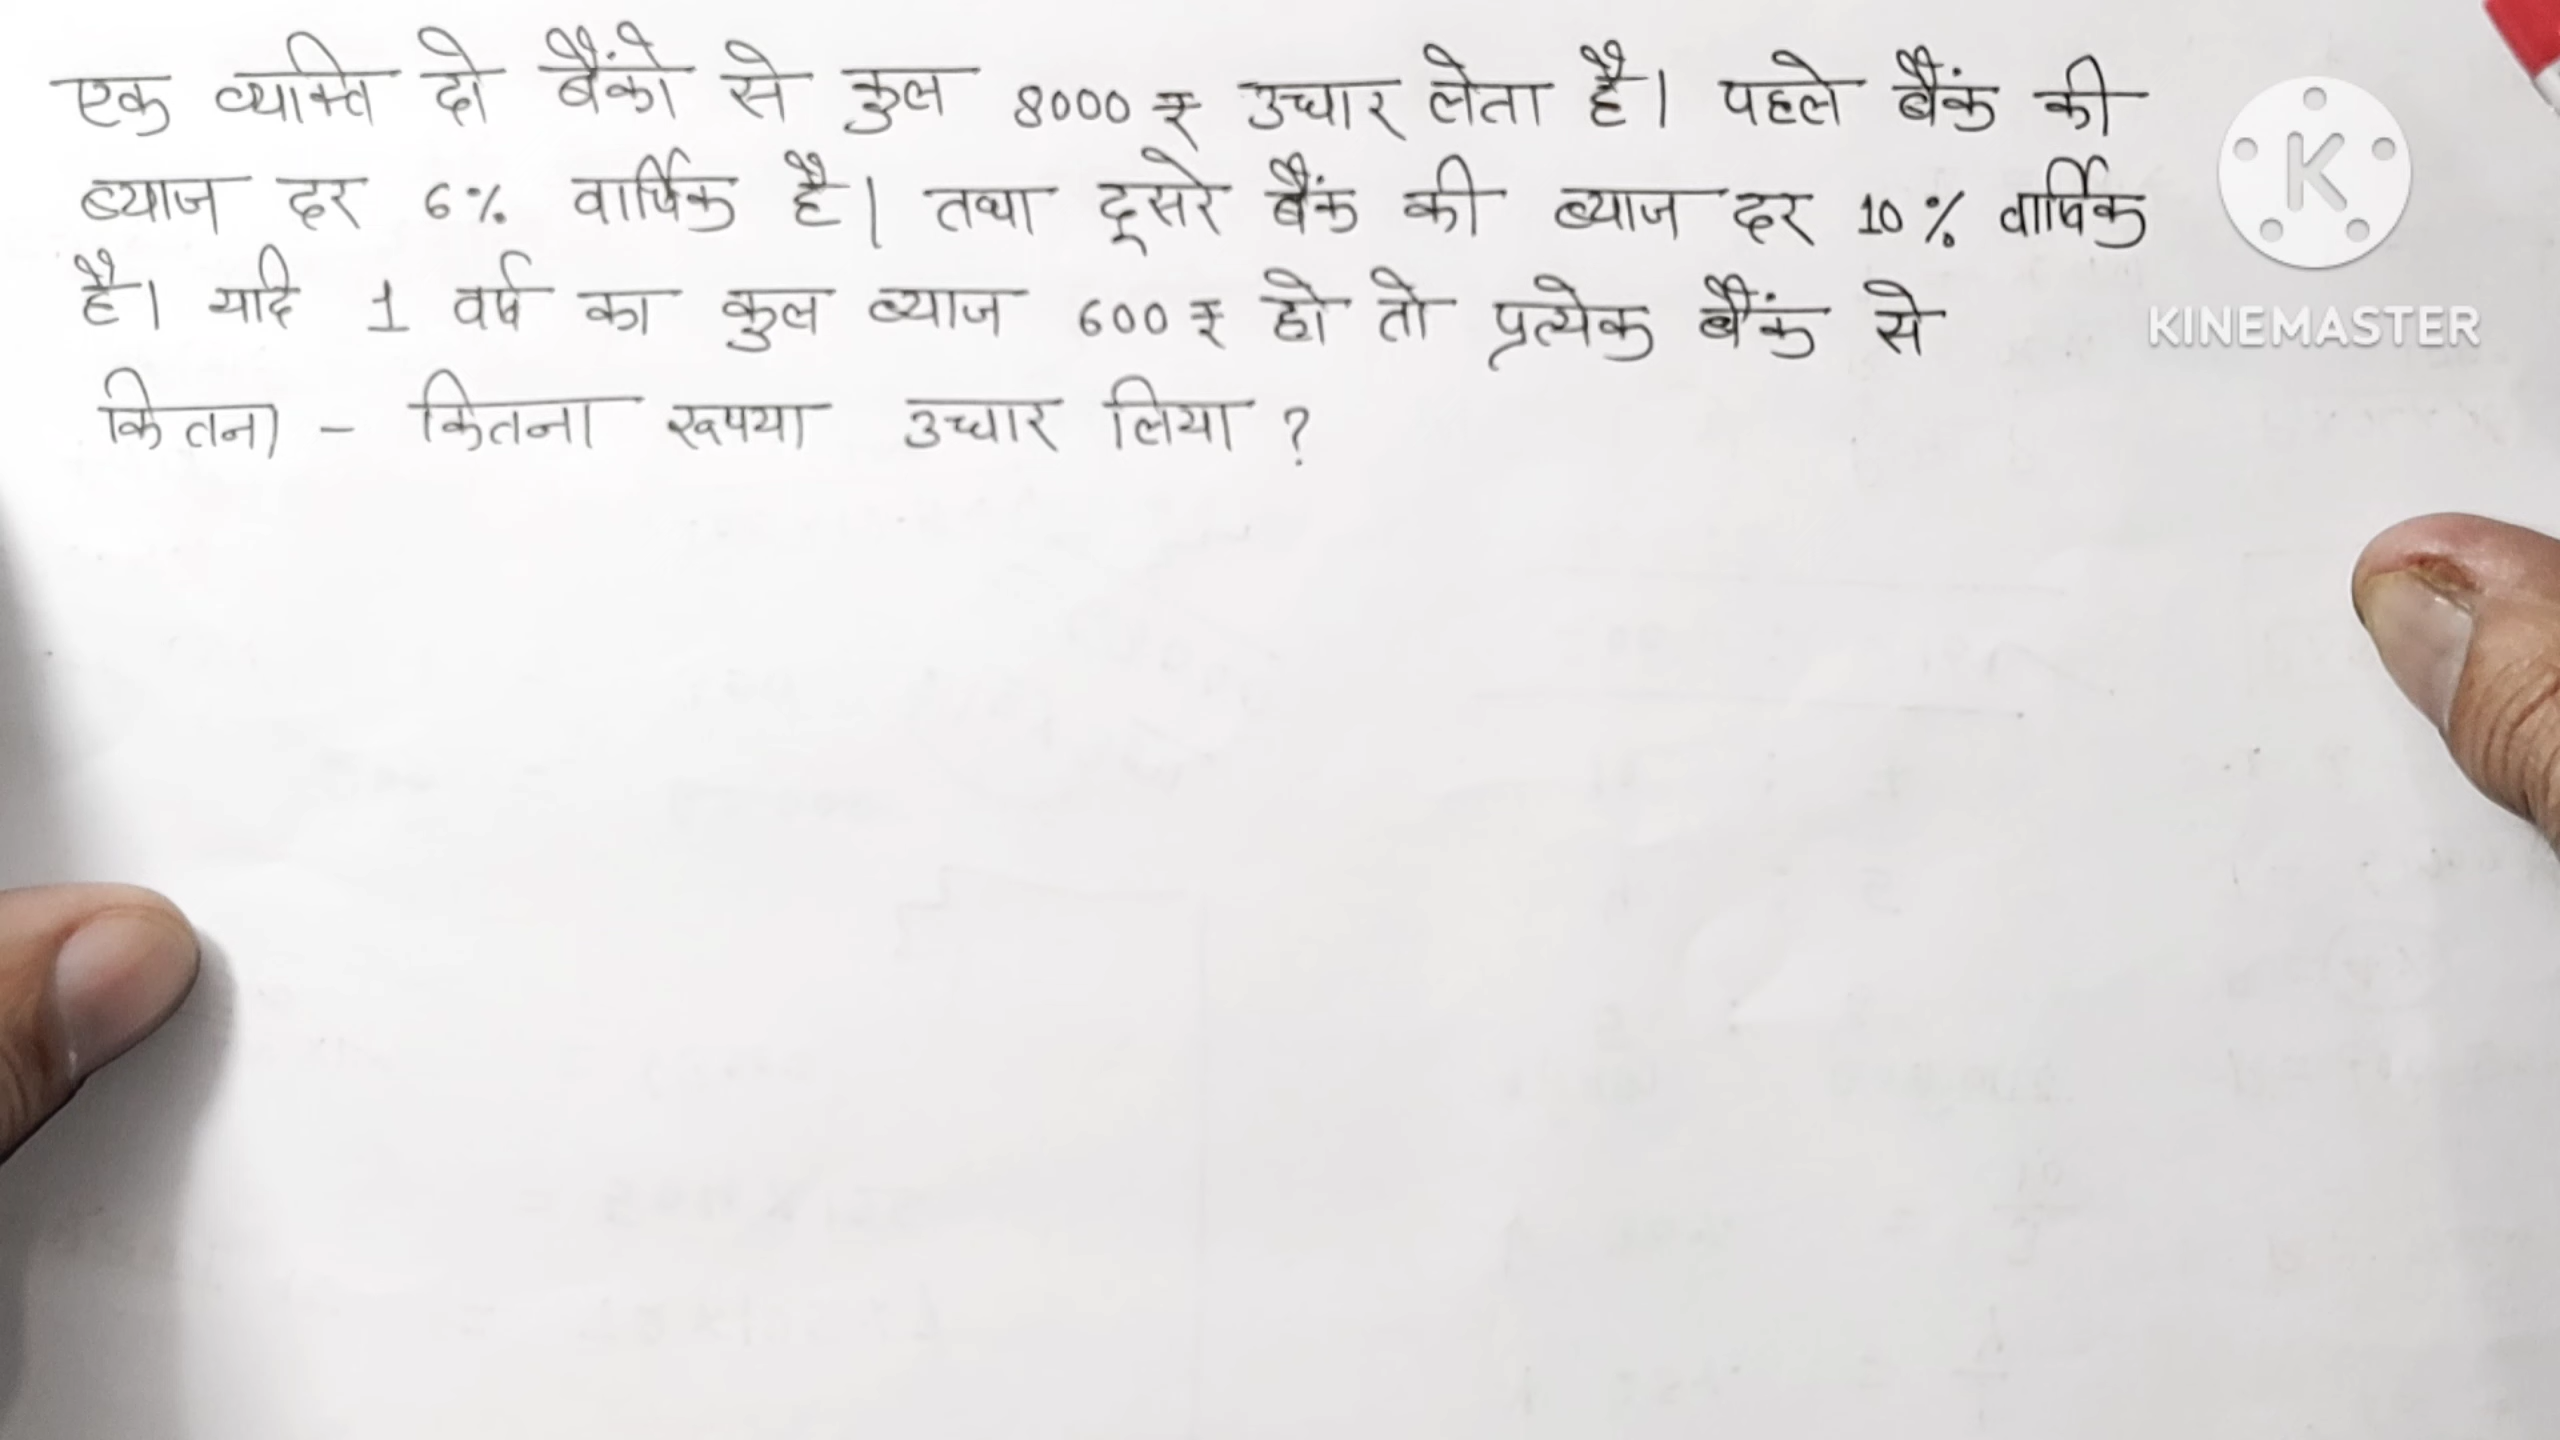 एक व्यक्ति दो बैंको से कुल 8000 ₹ उधार लेता है। पहले बैंक की
ब्याज दर 6% वार्षिक है। तथा दूसरे बैंक की ब्याज दर 10% वार्षिक
है। यदि 1 वर्ष का कुल ब्याज 600 ₹ हो तो प्रत्येक बैंक से
कितना - कितना रूपया उधार लिया ?
K
KINEMASTER